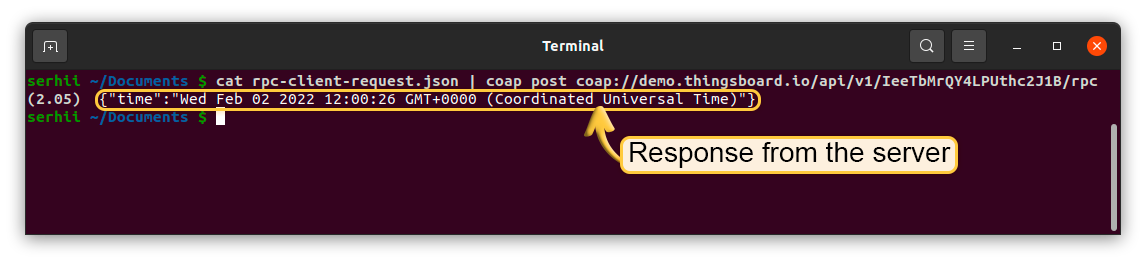 Terminal
serhii ~/Documents $ cat rpc-client-request.json | coap post coap://demo.thingsboard.io/api/v1/IeeTbMrQY4LPUthc2J1B/rpc
(2.05) {"time":"Wed Feb 02 2022 12:00:26 GMT+0000 (Coordinated Universal Time)"}
serhii ~/Documents $
Response from the server